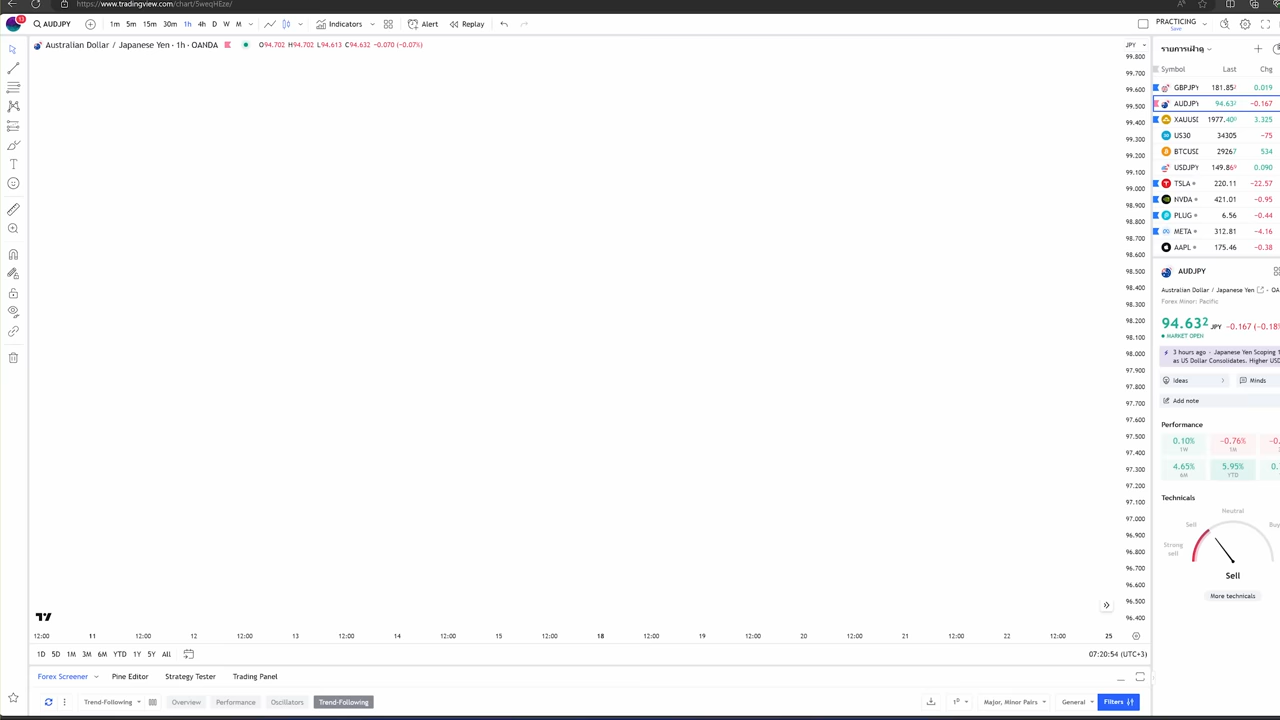 https://www.tradingview.com/chart/5weqHEze/
13
AUDJPY
1m 5m 15m 30m 1h 4h D W M
Indicators
Alert
Replay
PRACTICING
Save
Australian Dollar / Japanese Yen · 1h · OANDA
O94.702 H94.702 L94.613 C94.632 −0.070 (−0.07%)
JPY
99.800
99.700
99.600
99.500
99.400
99.300
99.200
99.100
99.000
98.900
98.800
98.700
98.600
98.500
98.400
98.300
98.200
98.100
98.000
97.900
97.800
97.700
97.600
97.500
97.400
97.300
97.200
97.100
97.000
96.900
96.800
96.700
96.600
96.500
96.400
12:00 11 12:00 12 12:00 13 12:00 14 12:00 15 12:00 18 12:00 19 12:00 20 12:00 21 12:00 22 12:00 25
1D 5D 1M 3M 6M YTD 1Y 5Y All
07:20:54 (UTC+3)
Forex Screener
Pine Editor
Strategy Tester
Trading Panel
Trend-Following
Overview
Performance
Oscillators
Trend-Following
1D
Major, Minor Pairs
General
Filters
Symbol Last Chg
GBPJPY 181.852 0.019
AUDJPY 94.632 −0.167
XAUUSD 1977.400 3.325
US30 34305 −75
BTCUSD 29267 534
USDJPY 149.869 0.090
TSLA 220.11 −22.57
NVDA 421.01 −0.95
PLUG 6.56 −0.44
META 312.81 −4.16
AAPL 175.46 −0.38
AUDJPY
Australian Dollar / Japanese Yen
Forex Minor: Pacific
94.632 JPY −0.167 (−0.18%
MARKET OPEN
3 hours ago · Japanese Yen Scoping
as US Dollar Consolidates. Higher USD
Ideas
Minds
Add note
Performance
0.10% −0.76%
1W 1M
4.65% 5.95%
6M YTD
Technicals
Neutral
Sell
Buy
Strong
sell
Sell
More technicals